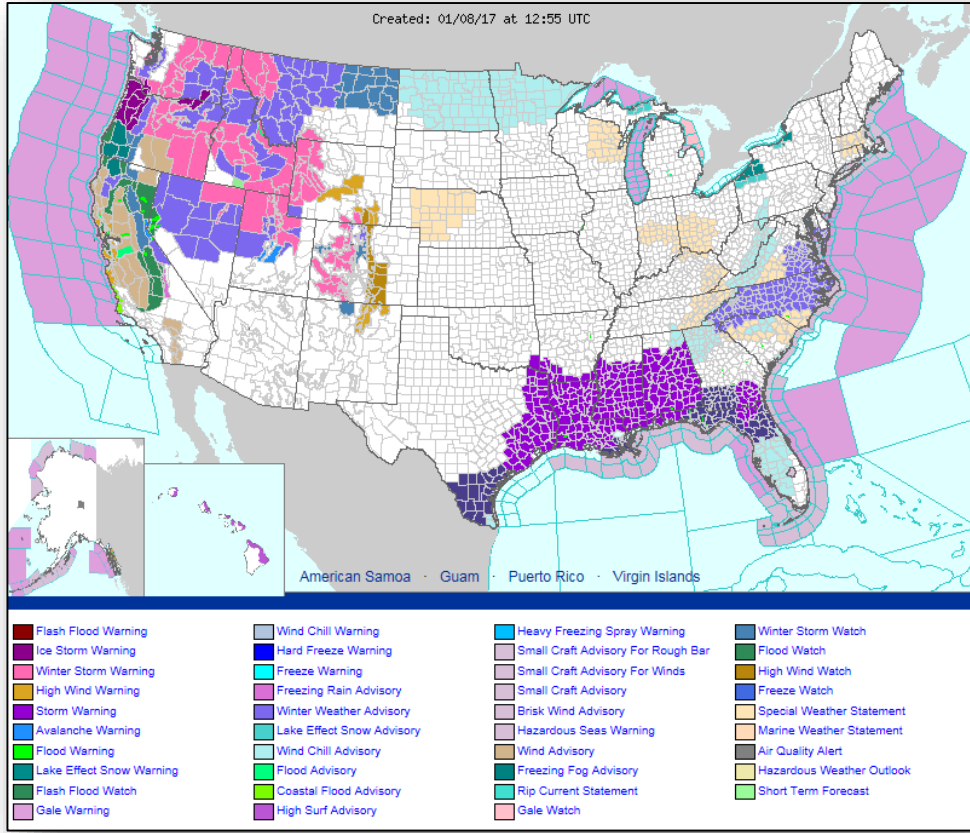 Created: 01/08/17 at 12:55 UTC
American Samoa · Guam · Puerto Rico · Virgin Islands
Flash Flood Warning
Ice Storm Warning
Winter Storm Warning
High Wind Warning
Storm Warning
Avalanche Warning
Flood Warning
Lake Effect Snow Warning
Flash Flood Watch
Gale Warning
Wind Chill Warning
Hard Freeze Warning
Freeze Warning
Freezing Rain Advisory
Winter Weather Advisory
Lake Effect Snow Advisory
Wind Chill Advisory
Flood Advisory
Coastal Flood Advisory
High Surf Advisory
Heavy Freezing Spray Warning
Small Craft Advisory For Rough Bar
Small Craft Advisory For Winds
Small Craft Advisory
Brisk Wind Advisory
Hazardous Seas Warning
Wind Advisory
Freezing Fog Advisory
Rip Current Statement
Gale Watch
Winter Storm Watch
Flood Watch
High Wind Watch
Freeze Watch
Special Weather Statement
Marine Weather Statement
Air Quality Alert
Hazardous Weather Outlook
Short Term Forecast